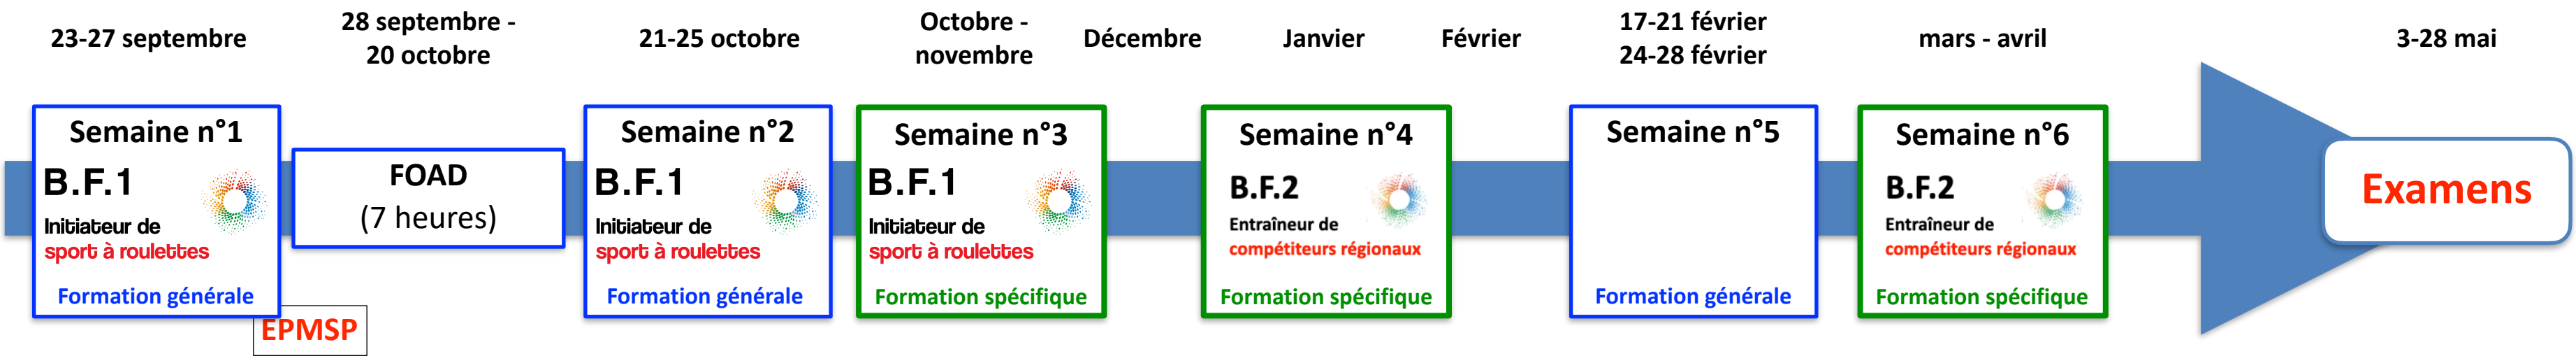 23-27 septembre
28 septembre -
20 octobre
21-25 octobre
Octobre -
novembre
Décembre
Janvier
Février
17-21 février
24-28 février
mars - avril
3-28 mai
Semaine n°1
B.F.1
Initiateur de
sport à roulettes
Formation générale
EPMSP
FOAD
(7 heures)
Semaine n°2
B.F.1
Initiateur de
sport à roulettes
Formation générale
Semaine n°3
B.F.1
Initiateur de
sport à roulettes
Formation spécifique
Semaine n°4
B.F.2
Entraîneur de
compétiteurs régionaux
Formation spécifique
Semaine n°5
Formation générale
Semaine n°6
B.F.2
Entraîneur de
compétiteurs régionaux
Formation spécifique
Examens